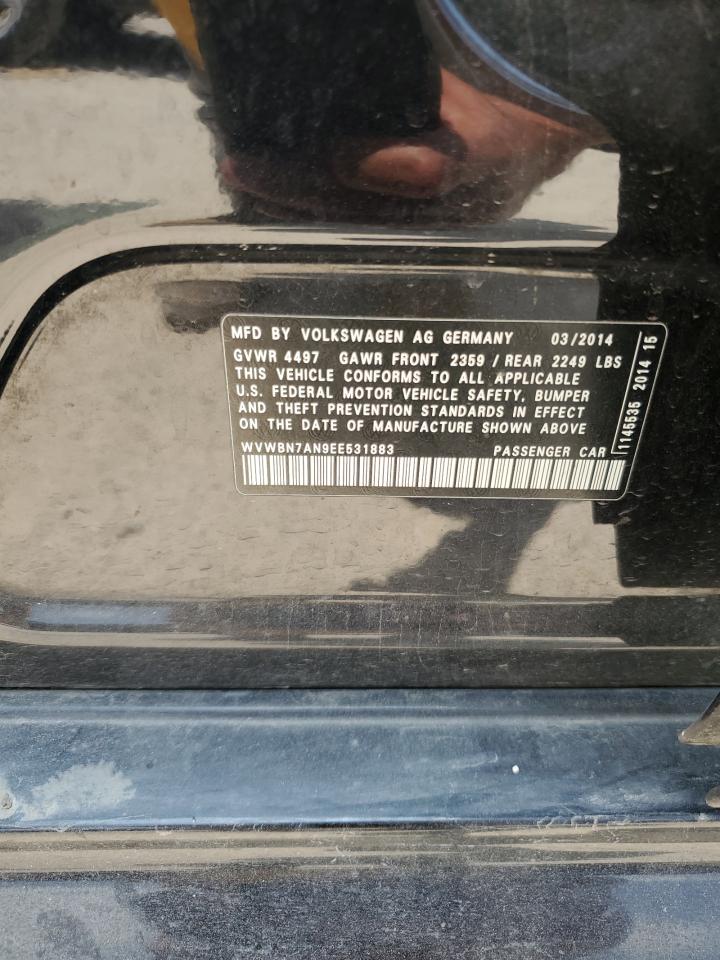 MFD BY VOLKSWAGEN AG GERMANY 03/2014
GVWR 4497 GAWR FRONT 2359 / REAR 2249 LBS
THIS VEHICLE CONFORMS TO ALL APPLICABLE
U.S. FEDERAL MOTOR VEHICLE SAFETY, BUMPER
AND THEFT PREVENTION STANDARDS IN EFFECT
ON THE DATE OF MANUFACTURE SHOWN ABOVE
WVWBN7AN9EE531883 PASSENGER CAR
1145535 2014 15